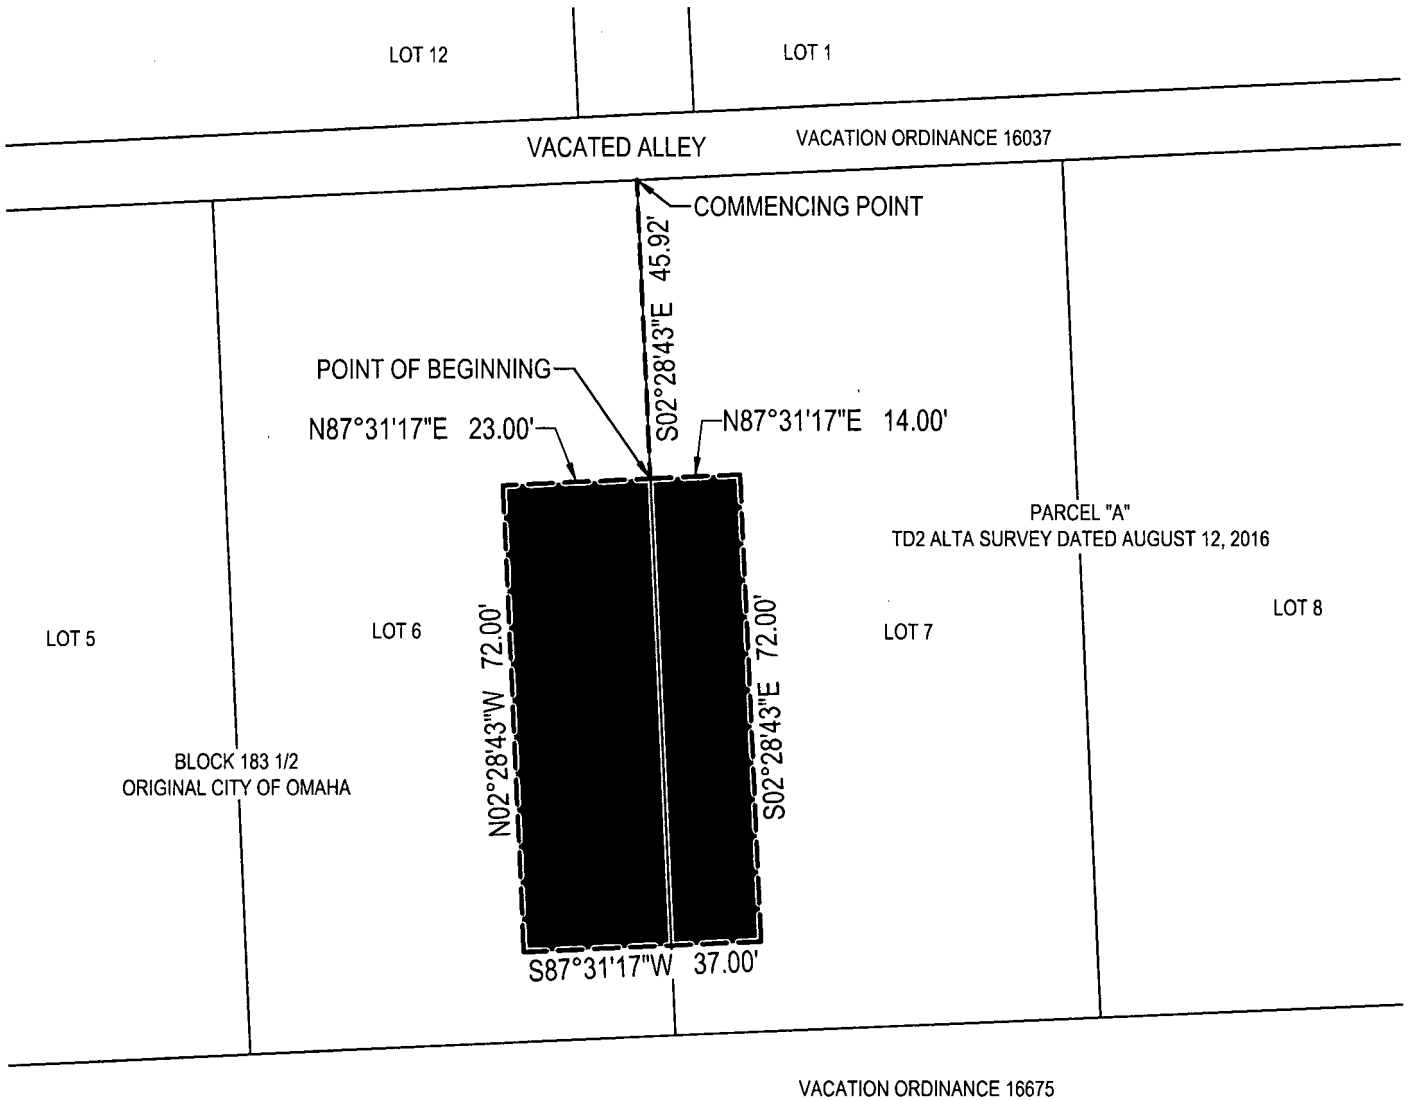 LOT 12
LOT 1
VACATED ALLEY
VACATION ORDINANCE 16037
COMMENCING POINT
S02°28'43"E 45.92'
POINT OF BEGINNING
N87°31'17"E 23.00'
N87°31'17"E 14.00'
PARCEL "A"
TD2 ALTA SURVEY DATED AUGUST 12, 2016
LOT 5
LOT 6
N02°28'43"W 72.00'
S02°28'43"E 72.00'
LOT 7
LOT 8
BLOCK 183 1/2
ORIGINAL CITY OF OMAHA
S87°31'17"W 37.00'
VACATION ORDINANCE 16675